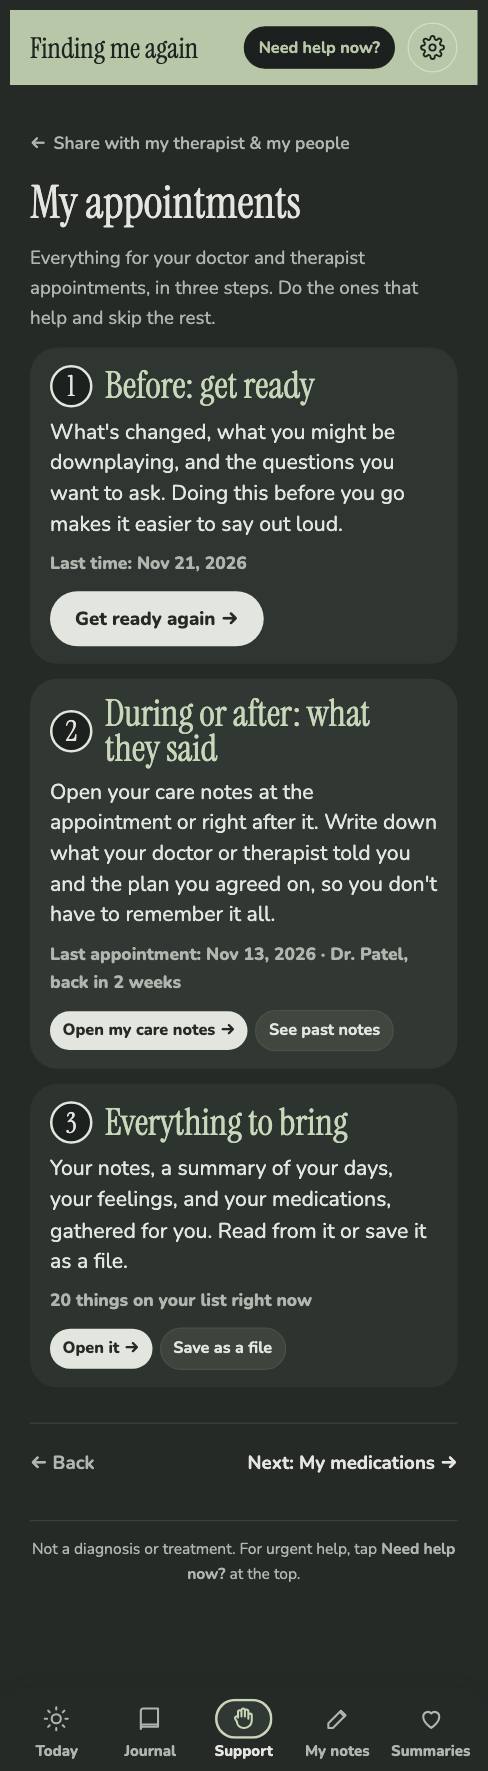 Finding me again
Need help now?
← Share with my therapist & my people
My appointments
Everything for your doctor and therapist
appointments, in three steps. Do the ones that
help and skip the rest.
1 Before: get ready
What's changed, what you might be
downplaying, and the questions you
want to ask. Doing this before you go
makes it easier to say out loud.
Last time: Nov 21, 2026
Get ready again →
2 During or after: what
they said
Open your care notes at the
appointment or right after it. Write down
what your doctor or therapist told you
and the plan you agreed on, so you don't
have to remember it all.
Last appointment: Nov 13, 2026 · Dr. Patel,
back in 2 weeks
Open my care notes →
See past notes
3 Everything to bring
Your notes, a summary of your days,
your feelings, and your medications,
gathered for you. Read from it or save it
as a file.
20 things on your list right now
Open it →
Save as a file
← Back
Next: My medications →
Not a diagnosis or treatment. For urgent help, tap Need help
now? at the top.
Today
Journal
Support
My notes
Summaries